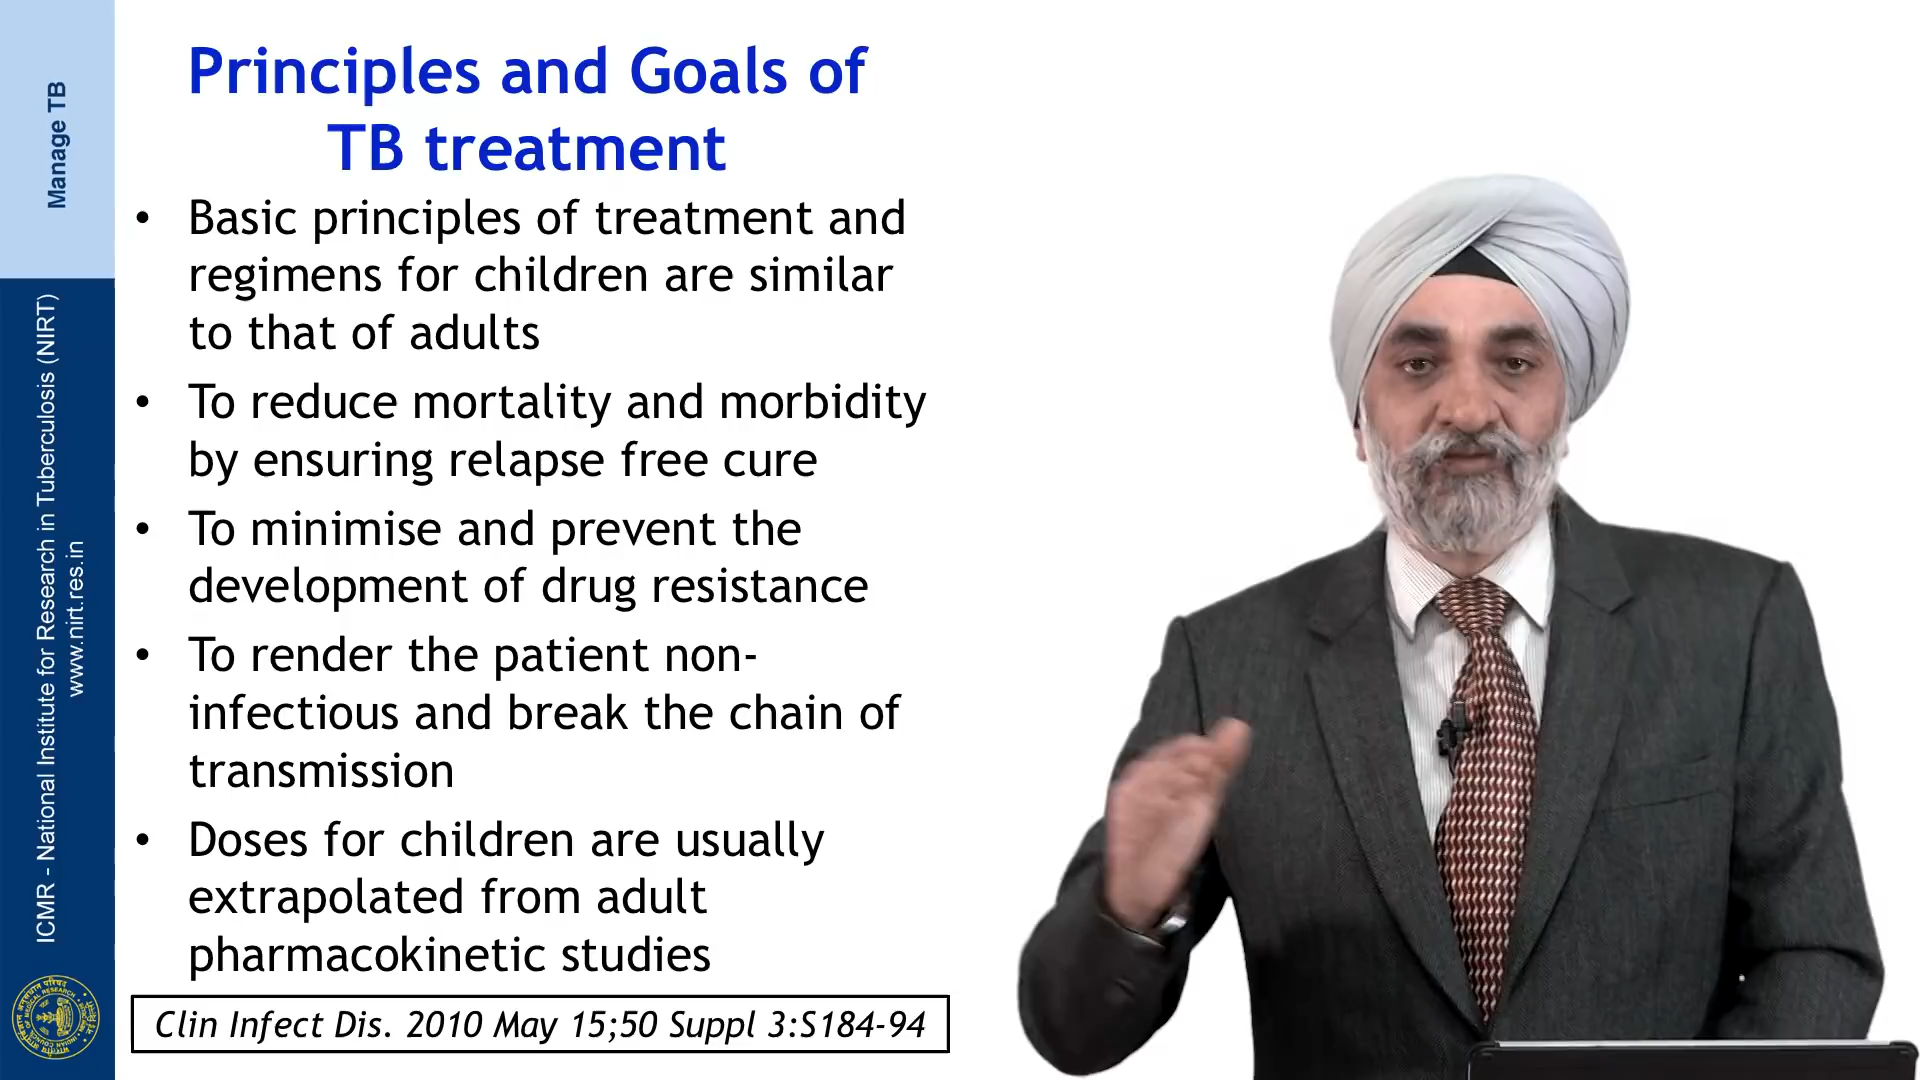 Manage TB
ICMR - National Institute for Research in Tuberculosis (NIRT)
www.nirt.res.in
Principles and Goals of
TB treatment
• Basic principles of treatment and
regimens for children are similar
to that of adults
• To reduce mortality and morbidity
by ensuring relapse free cure
• To minimise and prevent the
development of drug resistance
• To render the patient non-
infectious and break the chain of
transmission
• Doses for children are usually
extrapolated from adult
pharmacokinetic studies
Clin Infect Dis. 2010 May 15;50 Suppl 3:S184-94